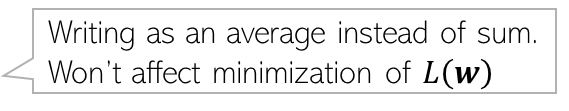 Writing as an average instead of sum.
Won't affect minimization of L(w)